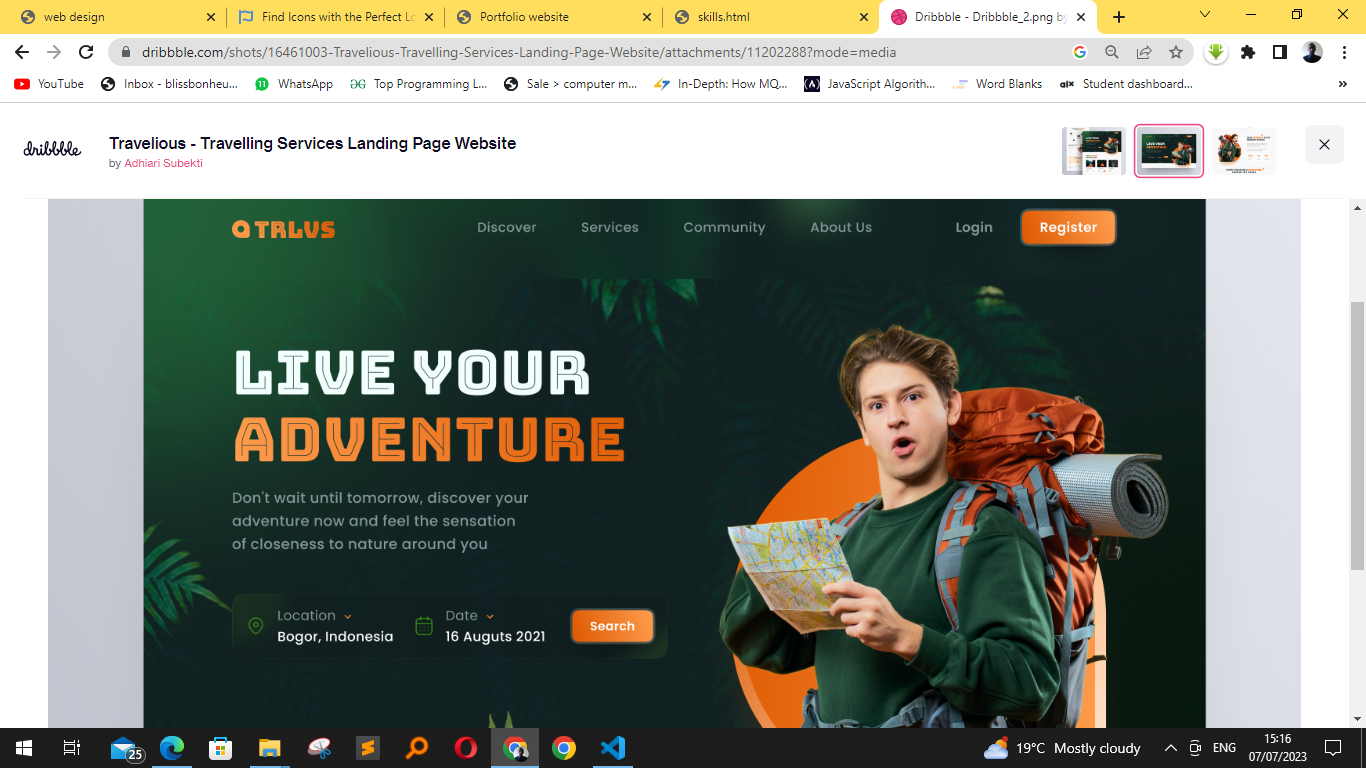 web design
Find Icons with the Perfect Lo
Portfolio website
skills.html
Dribbble - Dribbble_2.png by
dribbble.com/shots/16461003-Travelious-Travelling-Services-Landing-Page-Website/attachments/11202288?mode=media
YouTube
Inbox - blissbonheu...
11
WhatsApp
Top Programming L...
Sale > computer m...
In-Depth: How MQ...
JavaScript Algorith...
Word Blanks
alx
Student dashboard...
»
dribbble
Travelious - Travelling Services Landing Page Website
by Adhiari Subekti
TRLVS
Discover
Services
Community
About Us
Login
Register
LIVE YOUR
ADVENTURE
Don't wait until tomorrow, discover your
adventure now and feel the sensation
of closeness to nature around you
Location
Bogor, Indonesia
Date
16 Auguts 2021
Search
25
19°C Mostly cloudy
ENG
15:16
07/07/2023